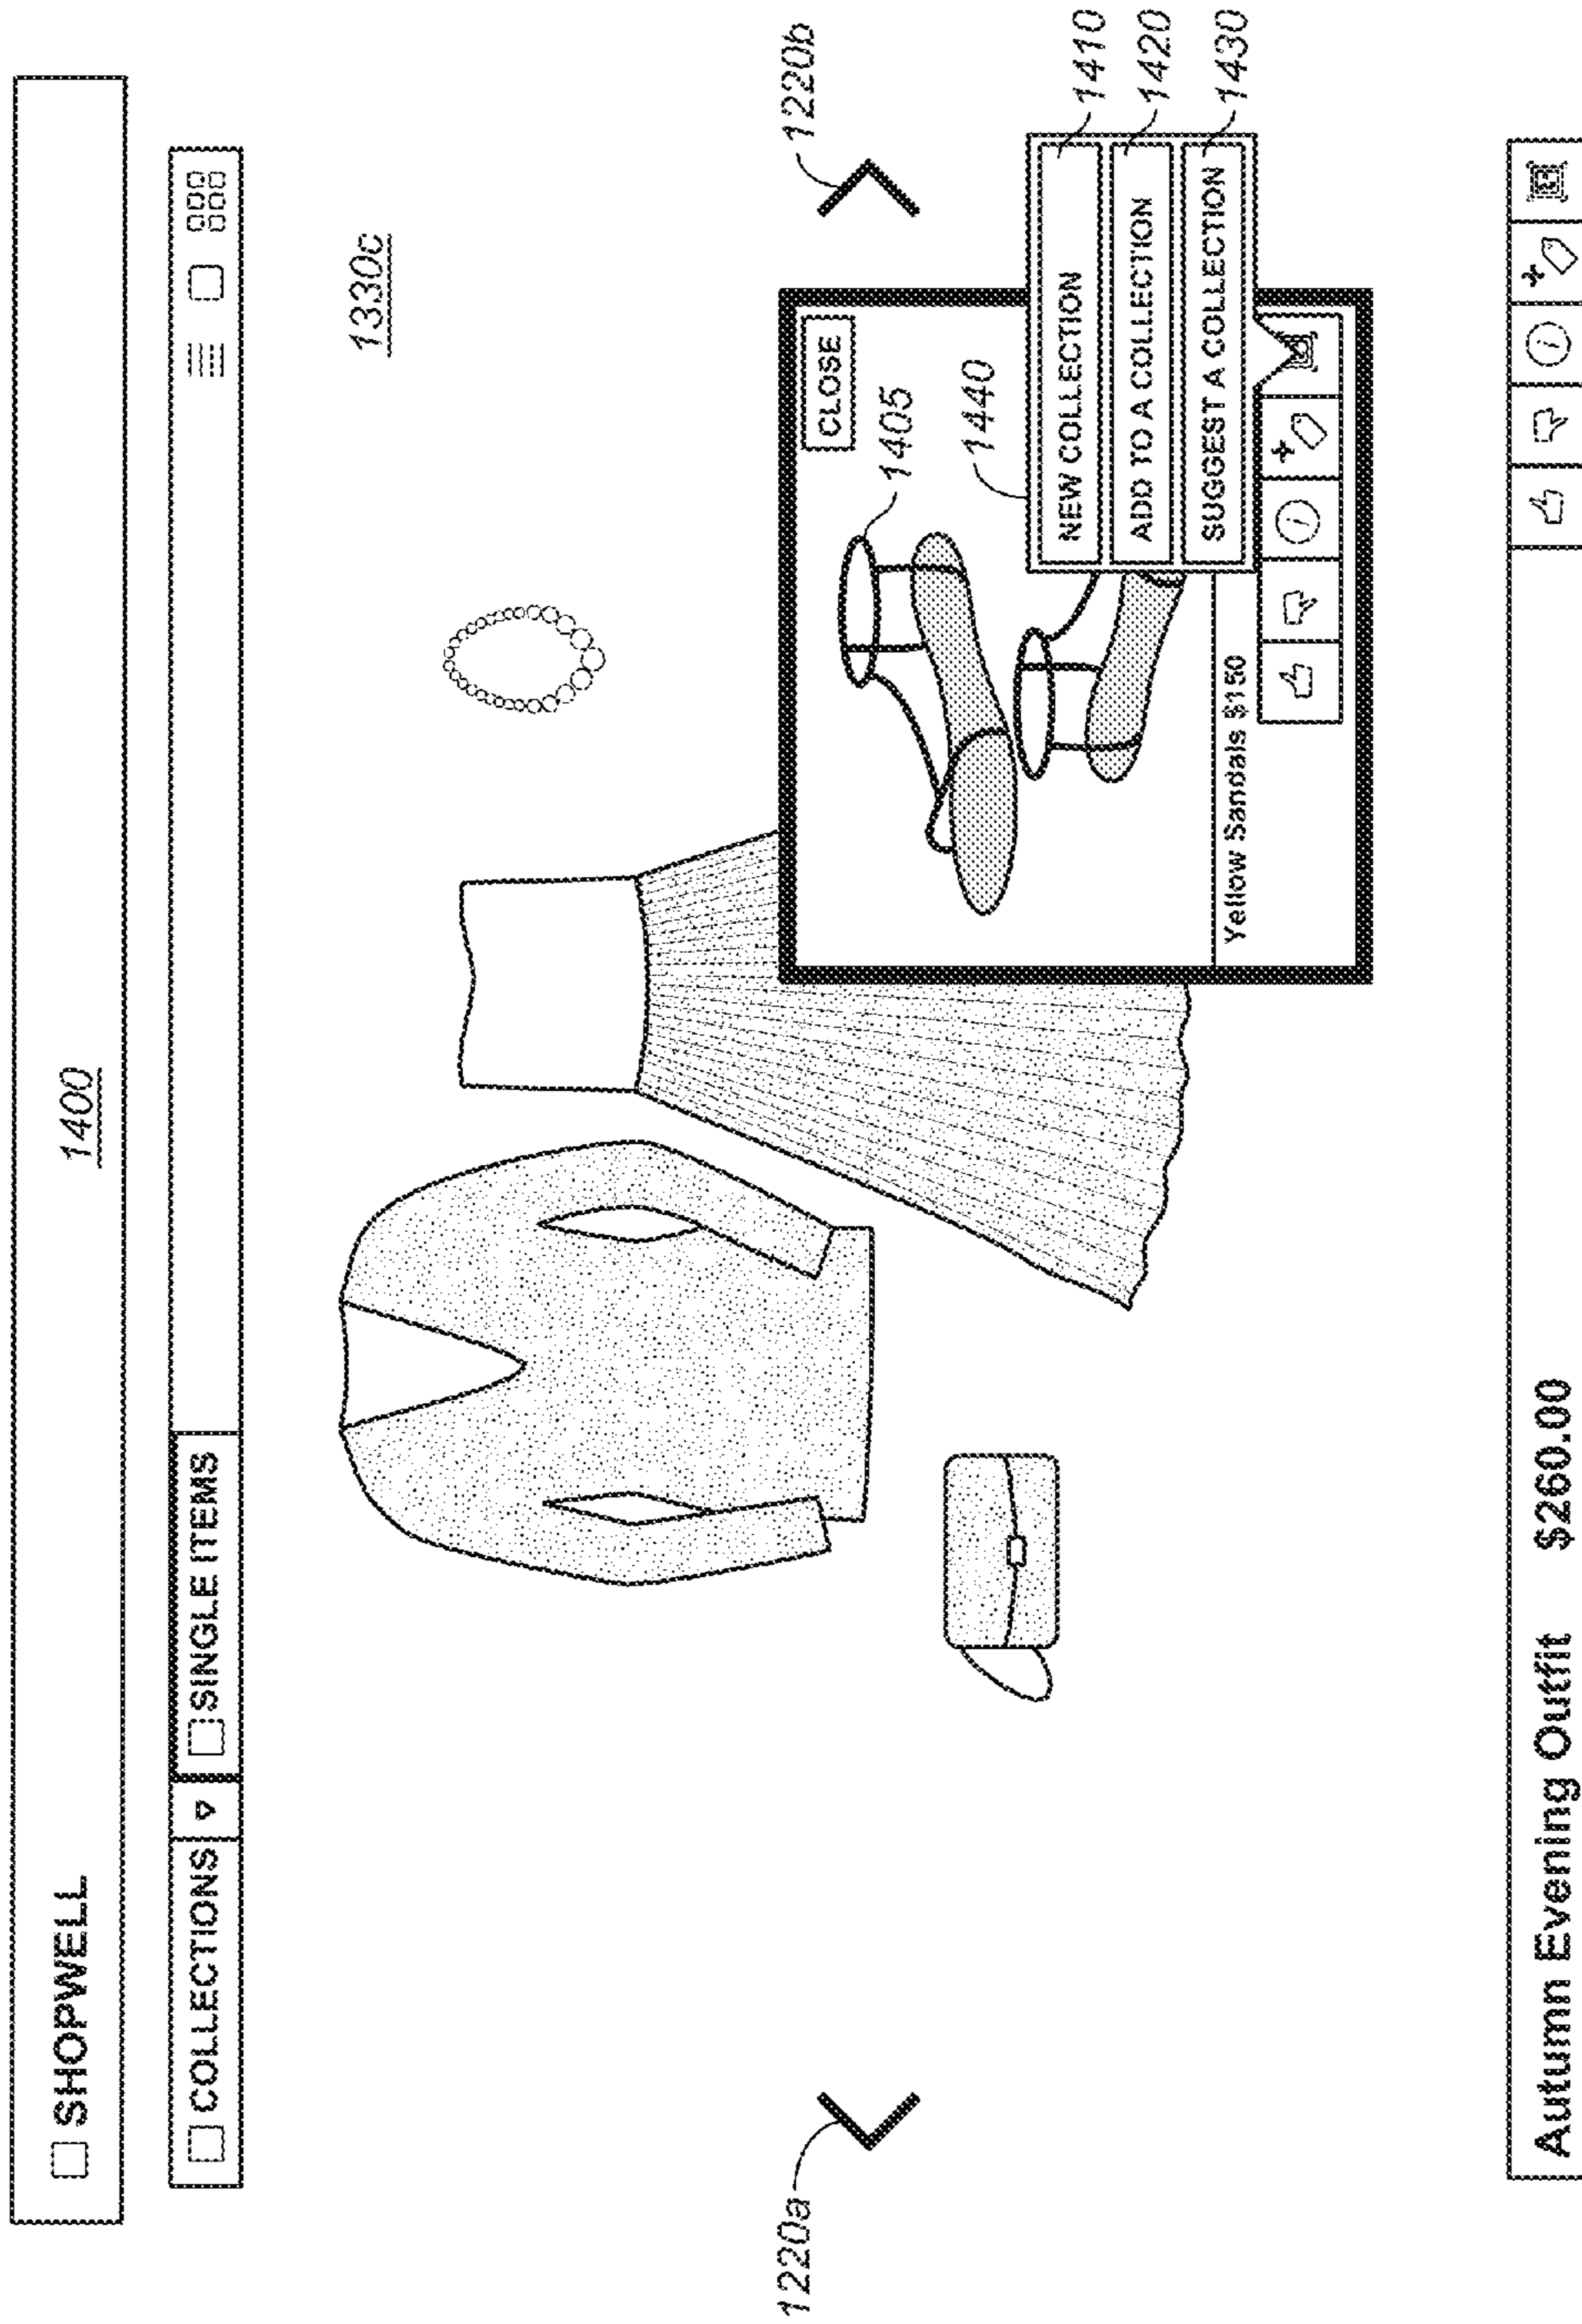 1400
SHOPWELL
COLLECTIONS
SINGLE ITEMS
1330c
1220a
1220b
CLOSE
1405
1440
NEW COLLECTION
1410
ADD TO A COLLECTION
1420
SUGGEST A COLLECTION
1430
Yellow Sandals $150
Autumn Evening Outfit $260.00